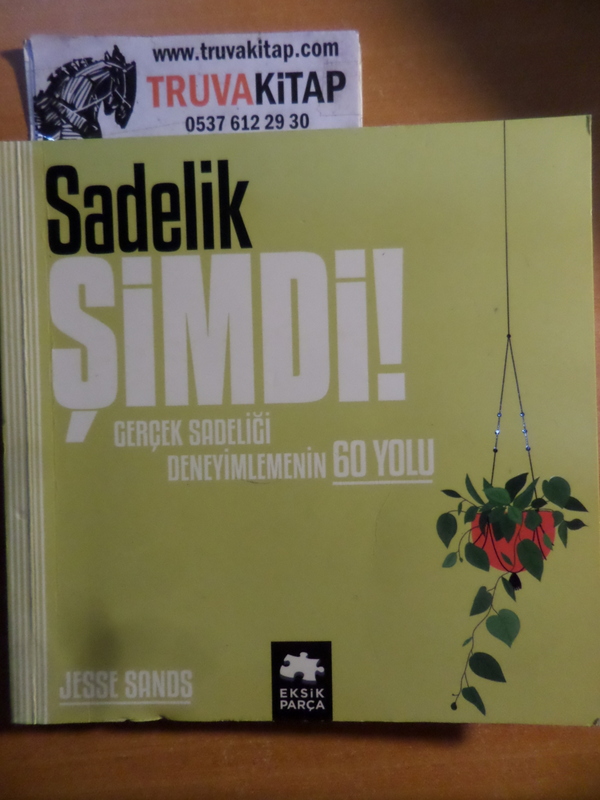 www.truvakitap.com
TRUVAKiTAP
0537 612 29 30
Sadelik
ŞiMDi!
GERÇEK SADELİĞİ
DENEYİMLEMENİN 60 YOLU
JESSE SANDS
EKSİK
PARÇA